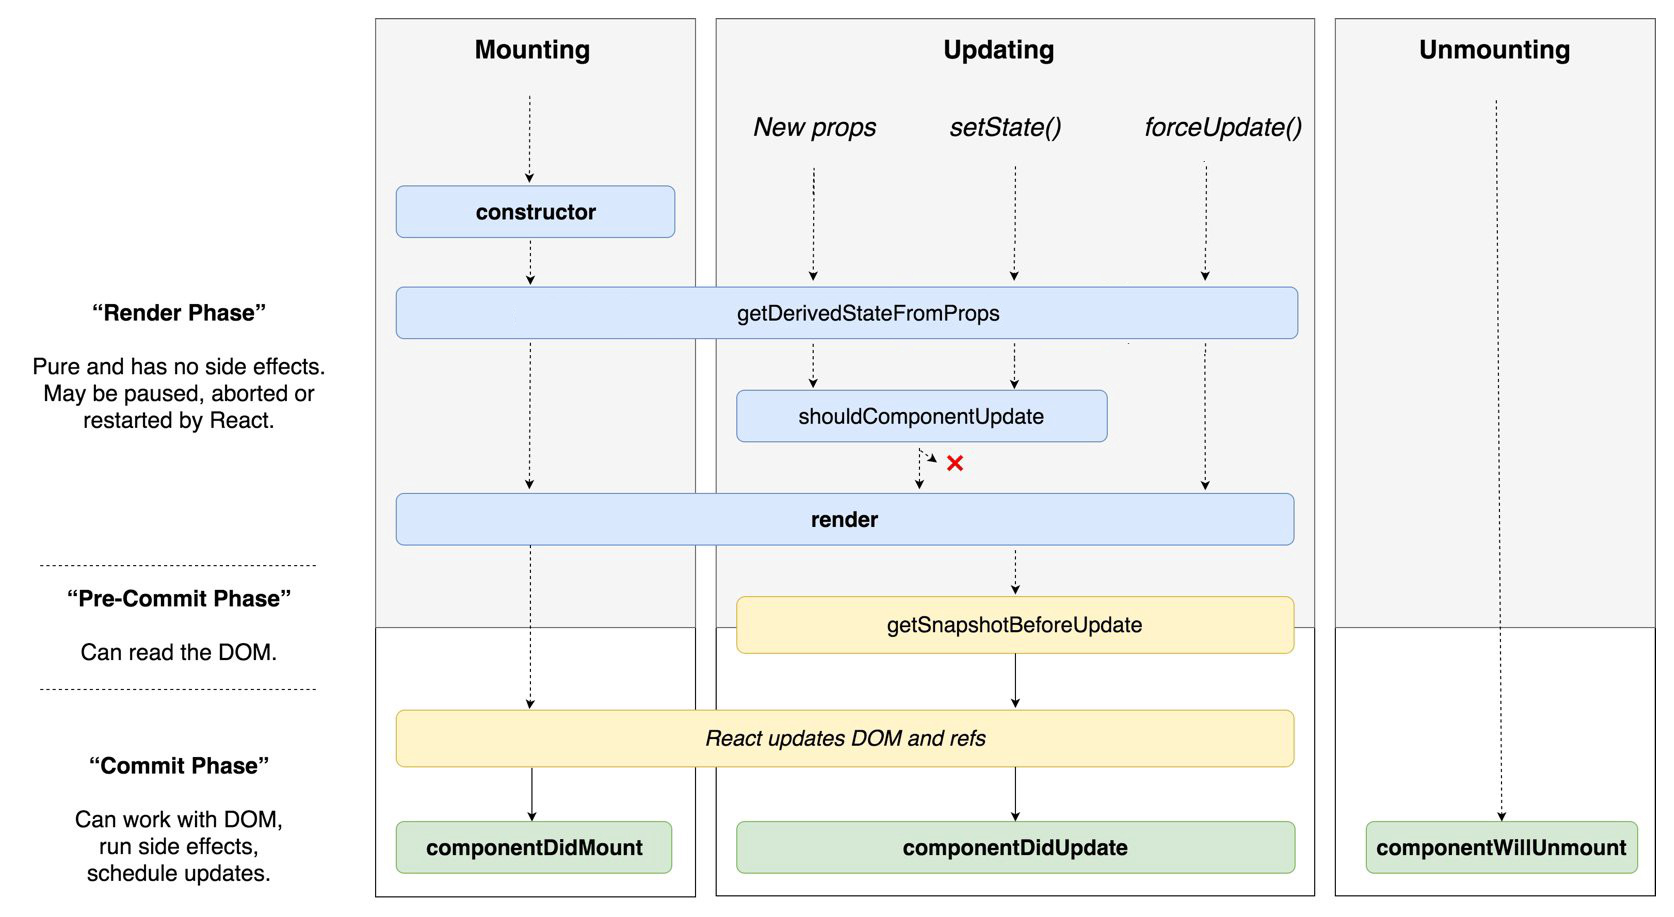 Mounting
Updating
Unmounting
New props
setState()
forceUpdate()
constructor
“Render Phase”
getDerivedStateFromProps
Pure and has no side effects.
May be paused, aborted or
restarted by React.
shouldComponentUpdate
render
“Pre-Commit Phase”
getSnapshotBeforeUpdate
Can read the DOM.
React updates DOM and refs
“Commit Phase”
Can work with DOM,
run side effects,
schedule updates.
componentDidMount
componentDidUpdate
componentWillUnmount